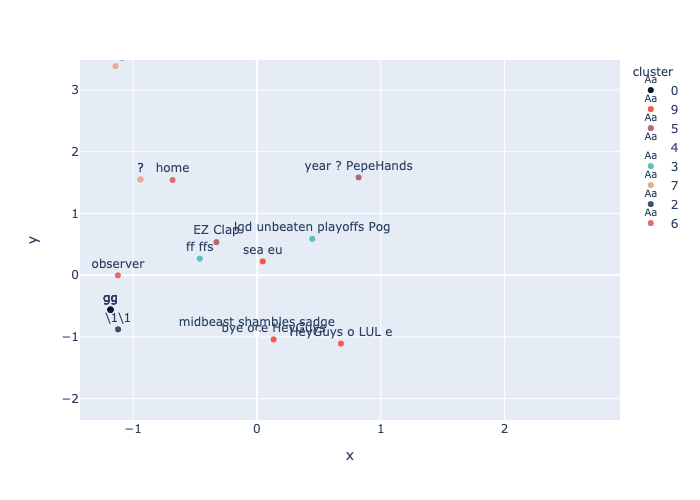 cluster
Aa 0
Aa 9
Aa 5
Aa 4
Aa 3
Aa 7
Aa 2
Aa 6
3
2
1
0
−1
−2
y
? home
year ? PepeHands
EZ Clap
lgd unbeaten playoffs Pog
ff ffs
sea eu
observer
gg
\1\1
midbeast shambles sadge
HeyGuys o LUL e
−1 0 1 2
x